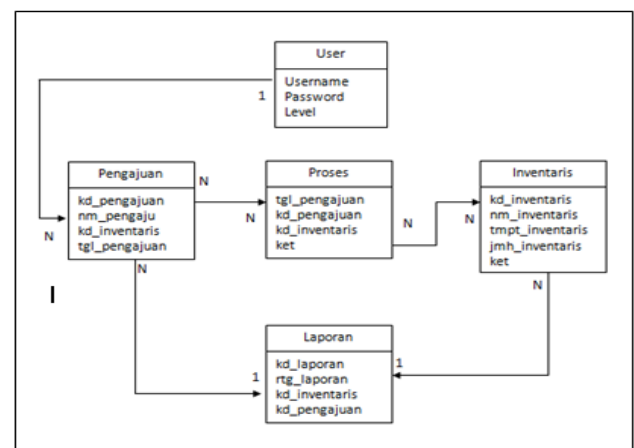 User
Username
Password
Level
1
Pengajuan
kd_pengajuan
nm_pengaju
kd_inventaris
tgl_pengajuan
N
N
N
N
Proses
tgl_pengajuan
kd_pengajuan
kd_inventaris
ket
N
N
Inventaris
kd_inventaris
nm_inventaris
tmpt_inventaris
jmh_inventaris
ket
N
I
Laporan
kd_laporan
rtg_laporan
kd_inventaris
kd_pengajuan
1
1